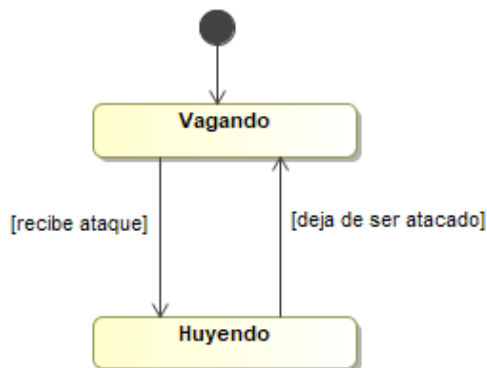 Vagando
[recibe ataque]
[deja de ser atacado]
Huyendo